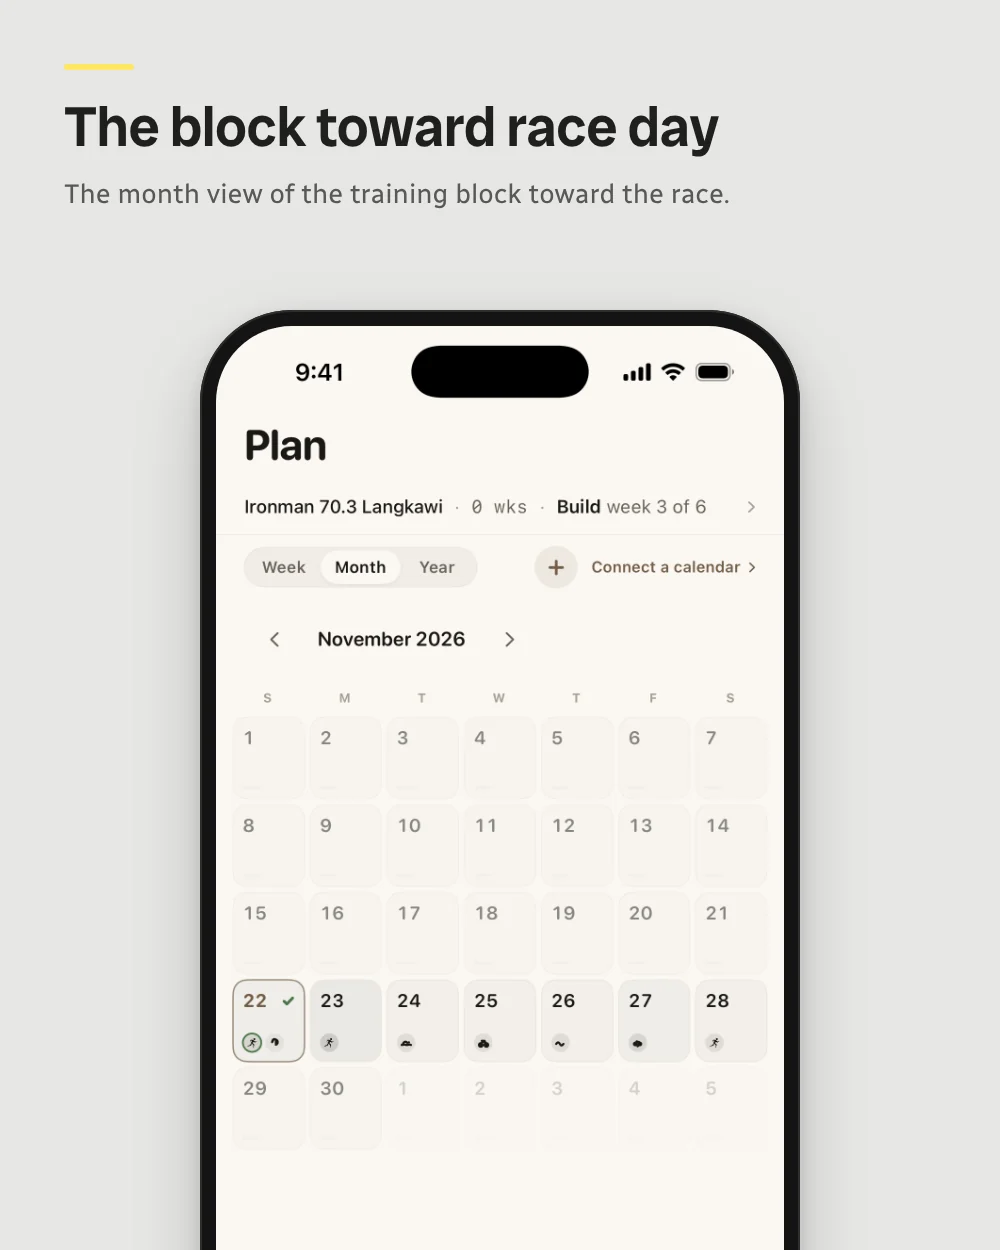 The block toward race day
The month view of the training block toward the race.
9:41
Plan
Ironman 70.3 Langkawi · 0 wks · Build week 3 of 6
Week Month Year + Connect a calendar
November 2026
S M T W T F S
1 2 3 4 5 6 7
8 9 10 11 12 13 14
15 16 17 18 19 20 21
22 23 24 25 26 27 28
29 30 1 2 3 4 5